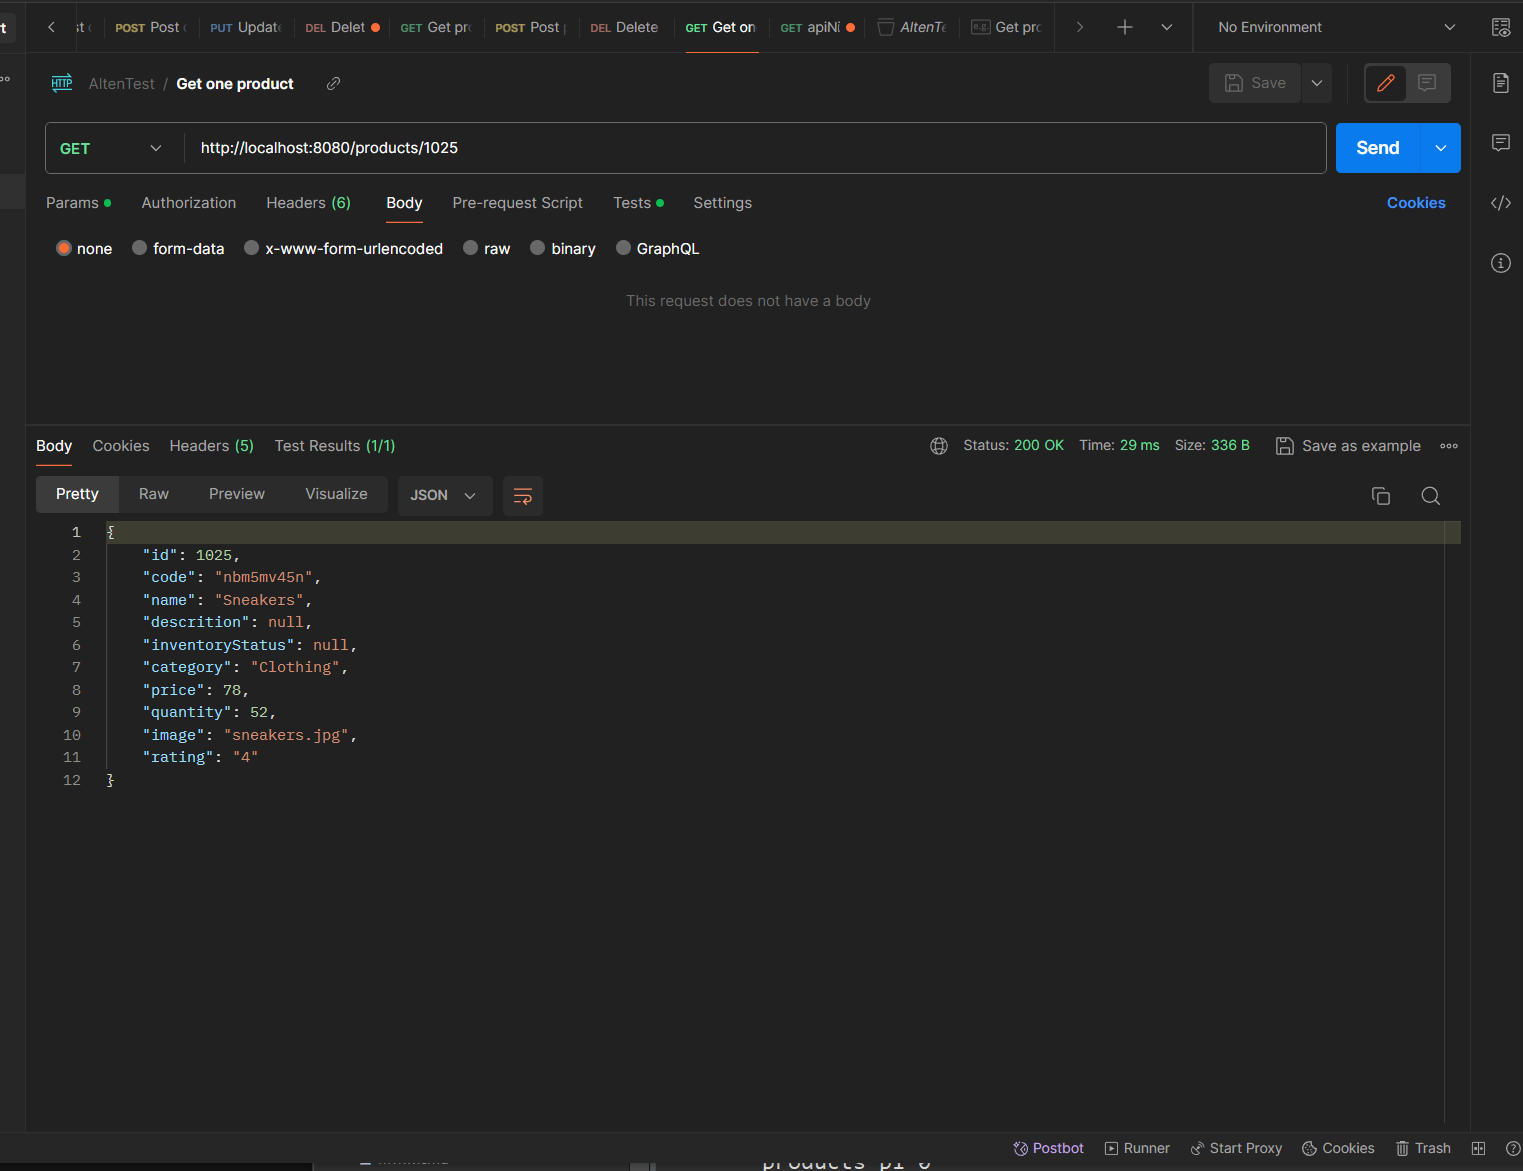 POST Post
PUT Updat
DEL Delet
GET Get pr
POST Post
DEL Delete
GET Get on
GET apiNi
AltenTe
e.g. Get pro
No Environment
HTTP AltenTest / Get one product
Save
GET http://localhost:8080/products/1025
Send
Params Authorization Headers (6) Body Pre-request Script Tests Settings Cookies
none form-data x-www-form-urlencoded raw binary GraphQL
This request does not have a body
Body Cookies Headers (5) Test Results (1/1) Status: 200 OK Time: 29 ms Size: 336 B Save as example
Pretty Raw Preview Visualize JSON
1 {
2 "id": 1025,
3 "code": "nbm5mv45n",
4 "name": "Sneakers",
5 "descrition": null,
6 "inventoryStatus": null,
7 "category": "Clothing",
8 "price": 78,
9 "quantity": 52,
10 "image": "sneakers.jpg",
11 "rating": "4"
12 }
Postbot Runner Start Proxy Cookies Trash